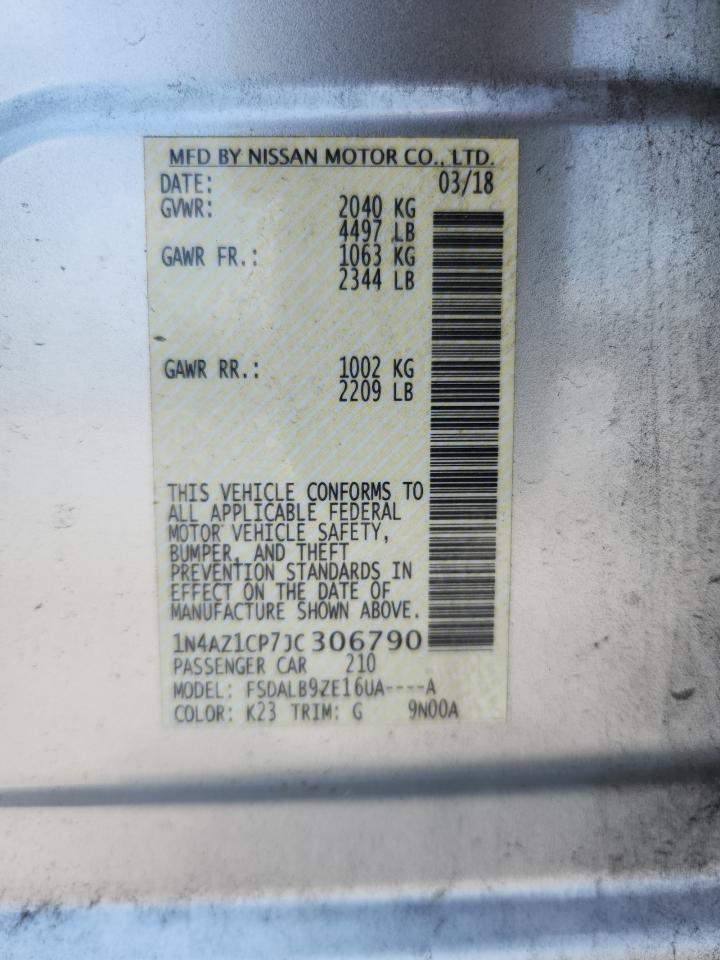 MFD BY NISSAN MOTOR CO., LTD.
DATE: 03/18
GVWR: 2040 KG
4497 LB
GAWR FR.: 1063 KG
2344 LB
GAWR RR.: 1002 KG
2209 LB
THIS VEHICLE CONFORMS TO
ALL APPLICABLE FEDERAL
MOTOR VEHICLE SAFETY,
BUMPER, AND THEFT
PREVENTION STANDARDS IN
EFFECT ON THE DATE OF
MANUFACTURE SHOWN ABOVE.
1N4AZ1CP7JC306790
PASSENGER CAR 210
MODEL: FSDALB9ZE16UA----A
COLOR: K23 TRIM: G 9N00A